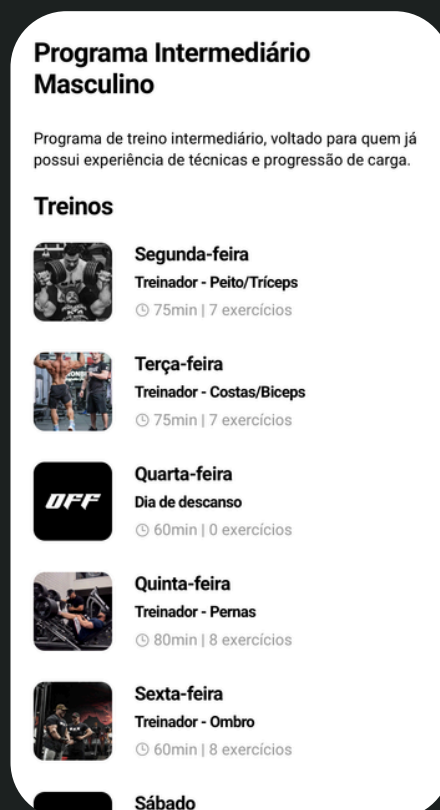 Programa Intermediário
Masculino
Programa de treino intermediário, voltado para quem já
possui experiência de técnicas e progressão de carga.
Treinos
Segunda-feira
Treinador - Peito/Tríceps
75min | 7 exercícios
Terça-feira
Treinador - Costas/Biceps
75min | 7 exercícios
OFF
Quarta-feira
Dia de descanso
60min | 0 exercícios
Quinta-feira
Treinador - Pernas
80min | 8 exercícios
Sexta-feira
Treinador - Ombro
60min | 8 exercícios
Sábado